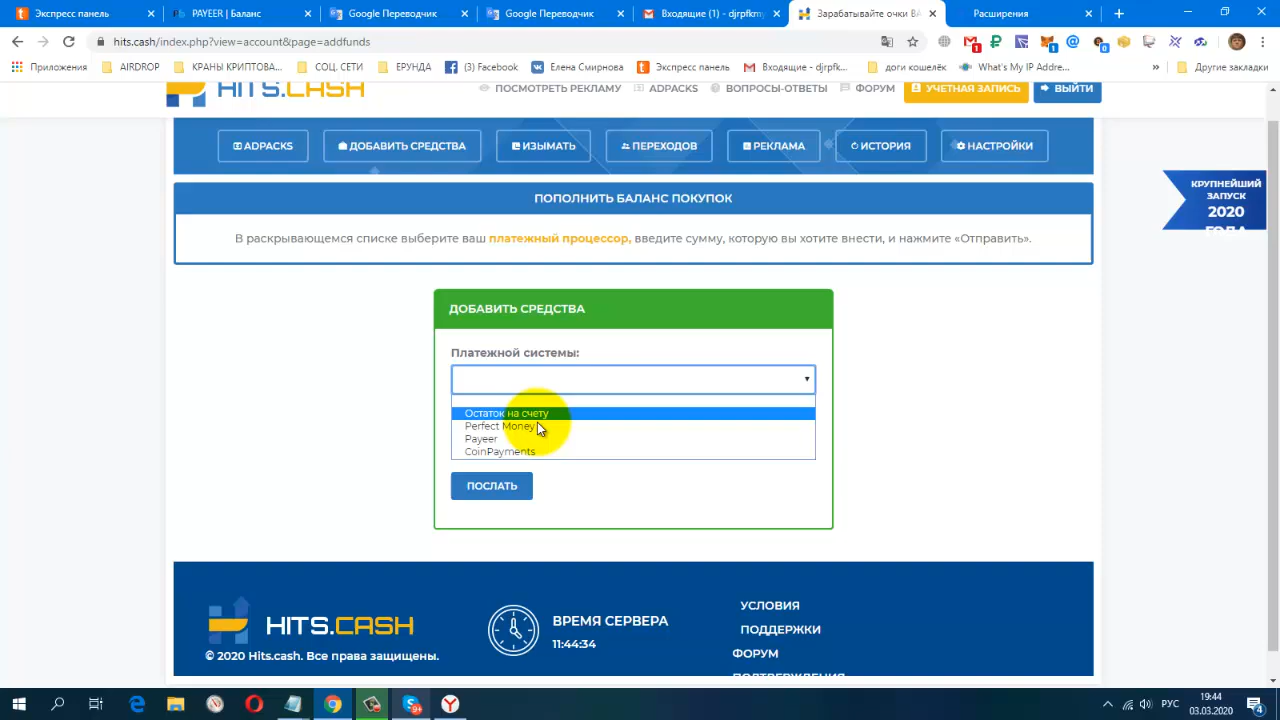 Экспресс панель
PAYEER | Баланс
Google Переводчик
Google Переводчик
Входящие (1) - djrpfkmy
Зарабатывайте очки BA
Расширения
hits.cash/index.php?view=account&page=addfunds
Приложения
AIRDROP
КРАНЫ КРИПТОВА...
СОЦ. СЕТИ
ЕРУНДА
(3) Facebook
Елена Смирнова
Экспресс панель
Входящие - djrpfk...
доги кошелёк
What's My IP Addre...
»
Другие закладки
HITS.CASH
ПОСМОТРЕТЬ РЕКЛАМУ
ADPACKS
ВОПРОСЫ-ОТВЕТЫ
ФОРУМ
УЧЕТНАЯ ЗАПИСЬ
ВЫЙТИ
ADPACKS
ДОБАВИТЬ СРЕДСТВА
ИЗЫМАТЬ
ПЕРЕХОДОВ
РЕКЛАМА
ИСТОРИЯ
НАСТРОЙКИ
КРУПНЕЙШИЙ
ЗАПУСК
2020
ГОДА
ПОПОЛНИТЬ БАЛАНС ПОКУПОК
В раскрывающемся списке выберите ваш платежный процессор, введите сумму, которую вы хотите внести, и нажмите «Отправить».
ДОБАВИТЬ СРЕДСТВА
Платежной системы:
Остаток на счету
Perfect Money
Payeer
CoinPayments
ПОСЛАТЬ
HITS.CASH
© 2020 Hits.cash. Все права защищены.
ВРЕМЯ СЕРВЕРА
11:44:34
УСЛОВИЯ
ПОДДЕРЖКИ
ФОРУМ
ПОДТВЕРЖДЕНИЯ
РУС
19:44
03.03.2020